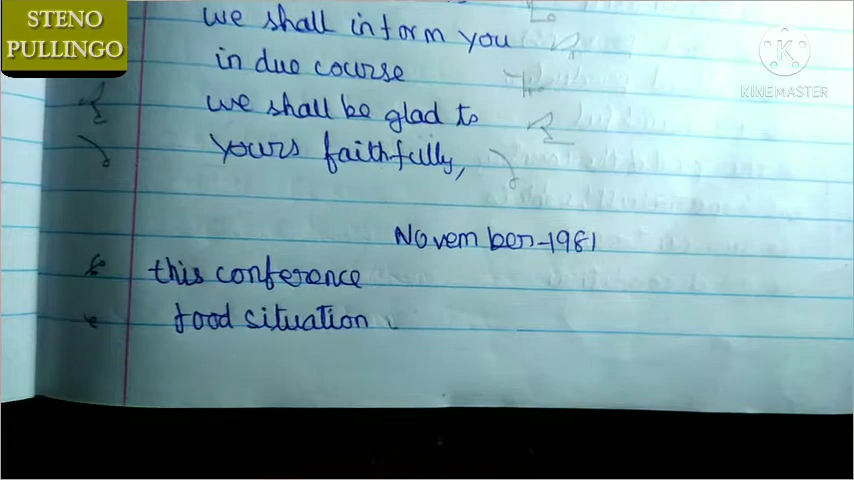 STENO
PULLINGO
KINEMASTER
we shall inform you
in due course
we shall be glad to
yours faithfully,
November-1981
this conference
food situation